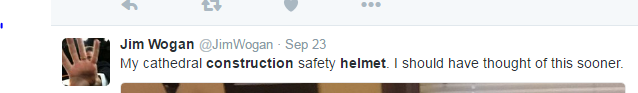 Jim Wogan @JimWogan · Sep 23
My cathedral construction safety helmet. I should have thought of this sooner.